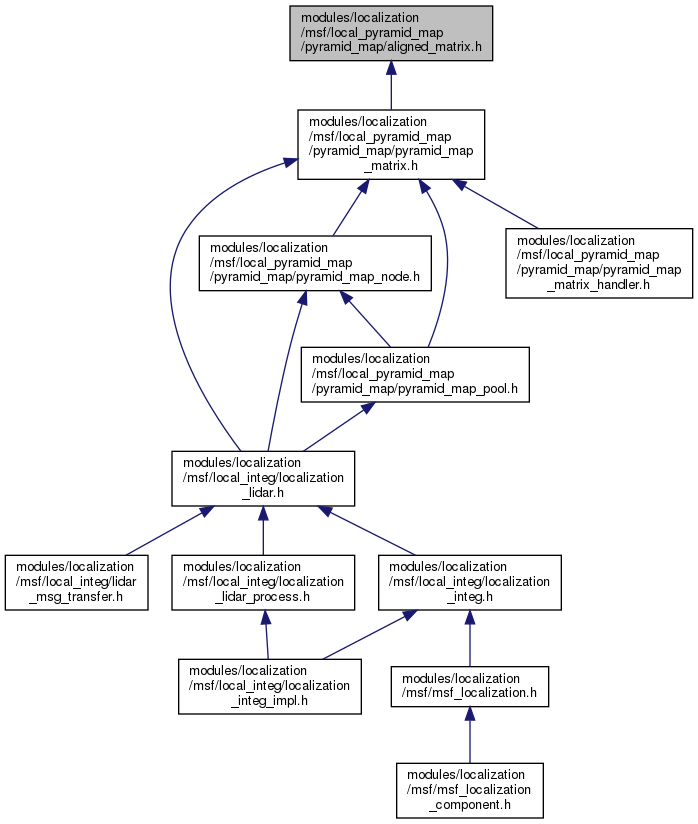 modules/localization
/msf/local_pyramid_map
/pyramid_map/aligned_matrix.h
modules/localization
/msf/local_pyramid_map
/pyramid_map/pyramid_map
_matrix.h
modules/localization
/msf/local_pyramid_map
/pyramid_map/pyramid_map_node.h
modules/localization
/msf/local_pyramid_map
/pyramid_map/pyramid_map
_matrix_handler.h
modules/localization
/msf/local_pyramid_map
/pyramid_map/pyramid_map_pool.h
modules/localization
/msf/local_integ/localization
_lidar.h
modules/localization
/msf/local_integ/lidar
_msg_transfer.h
modules/localization
/msf/local_integ/localization
_lidar_process.h
modules/localization
/msf/local_integ/localization
_integ.h
modules/localization
/msf/local_integ/localization
_integ_impl.h
modules/localization
/msf/msf_localization.h
modules/localization
/msf/msf_localization
_component.h